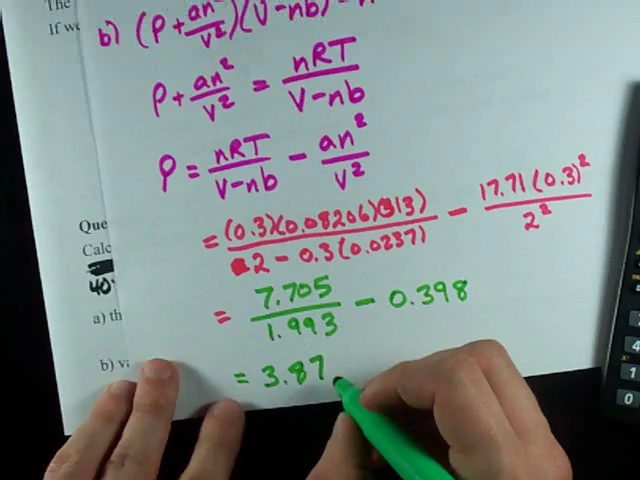 The
If we
b) (P + an²/V²)(V - nb) =
P + an²/V² = nRT/V-nb
P = nRT/V-nb - an²/V²
= (0.3)(0.08206)(313)/2 - 0.3(0.0237) - 17.71(0.3)²/2²
Que
Calc
40
= 7.705/1.993 - 0.398
a) th
b) va
= 3.87
1
0